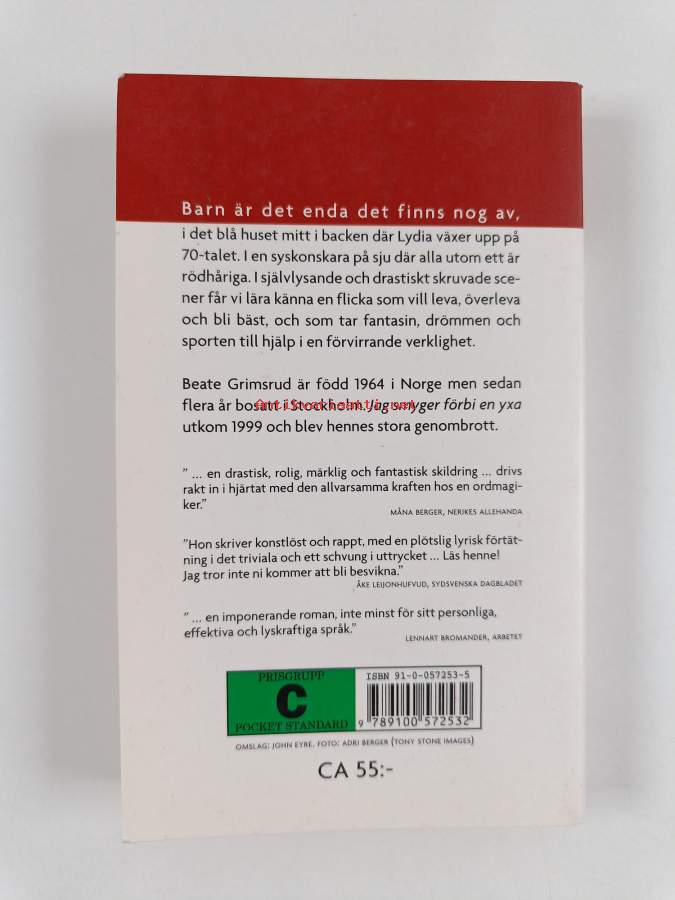 Barn är det enda det finns nog av,
i det blå huset mitt i backen där Lydia växer upp på
70-talet. I en syskonskara på sju där alla utom ett är
rödhåriga. I självlysande och drastiskt skruvade sce-
ner får vi lära känna en flicka som vill leva, överleva
och bli bäst, och som tar fantasin, drömmen och
sporten till hjälp i en förvirrande verklighet.
Beate Grimsrud är född 1964 i Norge men sedan
flera år bosatt i Stockholm. Jag smyger förbi en yxa
utkom 1999 och blev hennes stora genombrott.
" ... en drastisk, rolig, märklig och fantastisk skildring ... drivs
rakt in i hjärtat med den allvarsamma kraften hos en ordmagi-
ker."
MÅNA BERGER, NERIKES ALLEHANDA
"Hon skriver konstlöst och rappt, med en plötslig lyrisk förtät-
ning i det triviala och ett schvung i uttrycket ... Läs henne!
Jag tror inte ni kommer att bli besvikna."
ÅKE LEIJONHUFVUD, SYDSVENSKA DAGBLADET
" ... en imponerande roman, inte minst för sitt personliga,
effektiva och lyskraftiga språk."
LENNART BROMANDER, ARBETET
PRISGRUPP
C
POCKET STANDARD
ISBN 91-0-057253-5
9 789100 572532
OMSLAG: JOHN EYRE. FOTO: ADRI BERGER (TONY STONE IMAGES)
CA 55:-